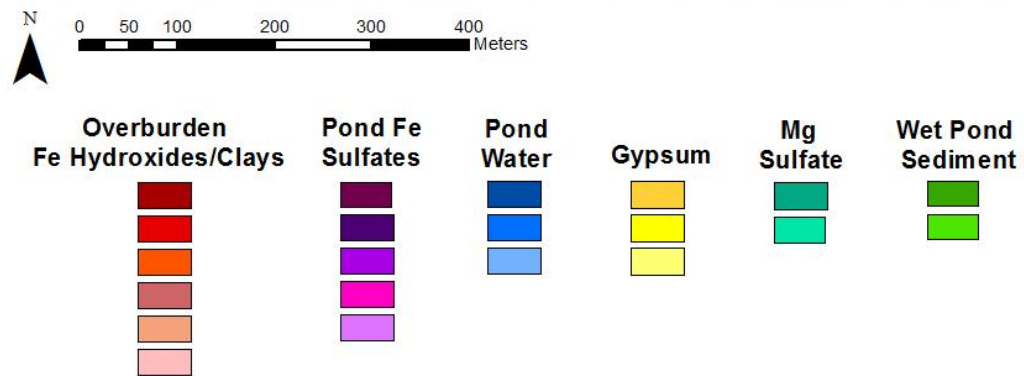 N
0 50 100 200 300 400
Meters
Overburden
Fe Hydroxides/Clays
Pond Fe
Sulfates
Pond
Water
Gypsum
Mg
Sulfate
Wet Pond
Sediment